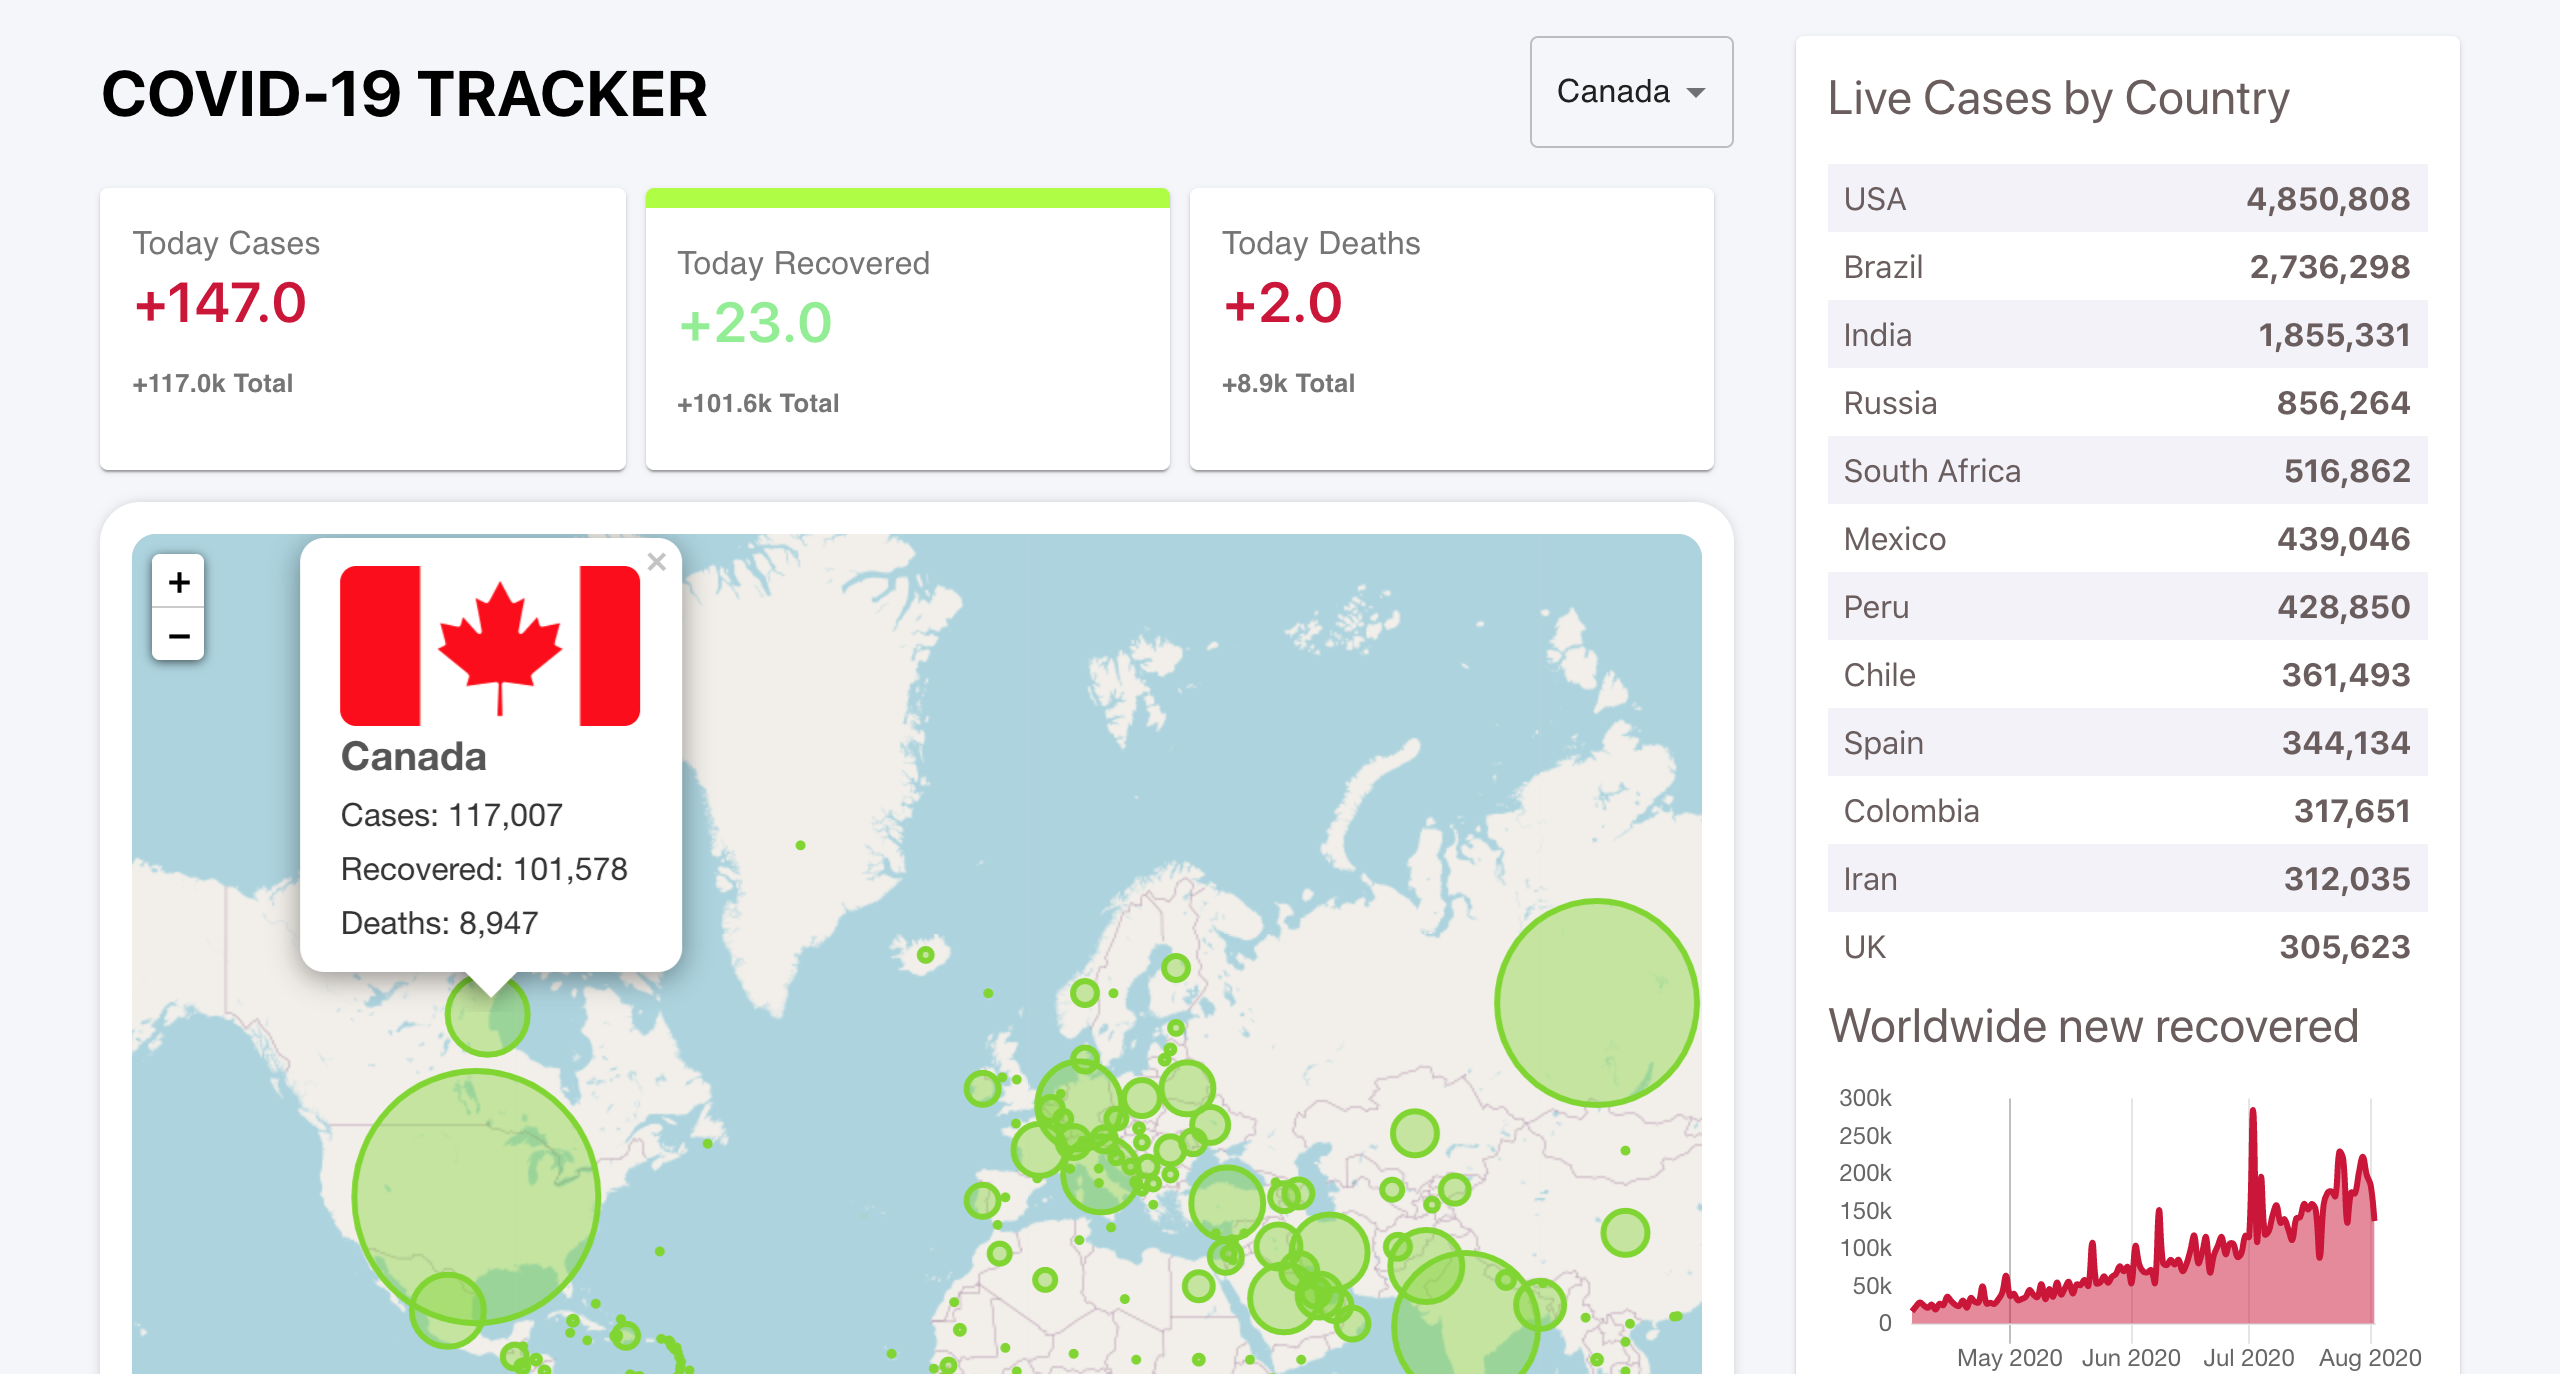 COVID-19 TRACKER
Canada
Today Cases
+147.0
+117.0k Total
Today Recovered
+23.0
+101.6k Total
Today Deaths
+2.0
+8.9k Total
+
−
×
Canada
Cases: 117,007
Recovered: 101,578
Deaths: 8,947
Live Cases by Country
USA 4,850,808
Brazil 2,736,298
India 1,855,331
Russia 856,264
South Africa 516,862
Mexico 439,046
Peru 428,850
Chile 361,493
Spain 344,134
Colombia 317,651
Iran 312,035
UK 305,623
Worldwide new recovered
300k
250k
200k
150k
100k
50k
0
May 2020 Jun 2020 Jul 2020 Aug 2020